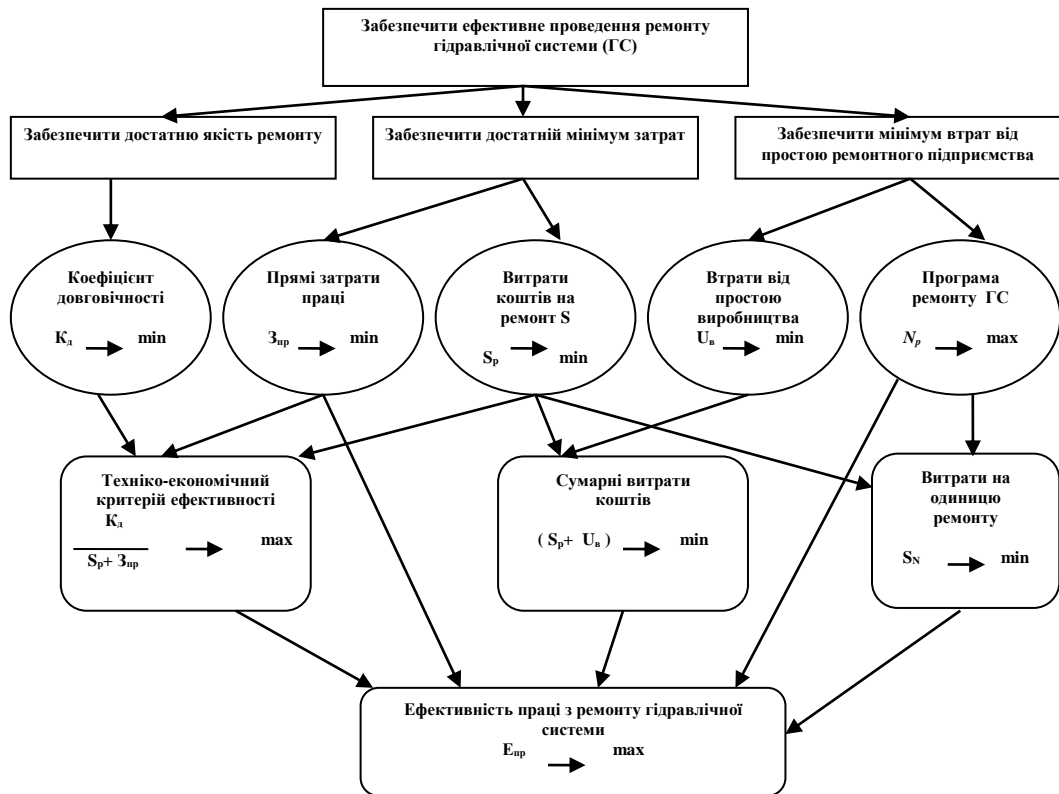 Забезпечити ефективне проведення ремонту
гідравлічної системи (ГС)
Забезпечити достатню якість ремонту
Забезпечити достатній мінімум затрат
Забезпечити мінімум втрат від
простою ремонтного підприємства
Коефіцієнт
довговічності
Кд min
Прямі затрати
праці
Зпр min
Витрати
коштів на
ремонт S
Sр min
Втрати від
простою
виробництва
Uв min
Програма
ремонту ГС
Nр max
Техніко-економічний
критерій ефективності
Кд
Sр+ Зпр max
Сумарні витрати
коштів
( Sр+ Uв ) min
Витрати на
одиницю
ремонту
SN min
Ефективність праці з ремонту гідравлічної
системи
Епр max